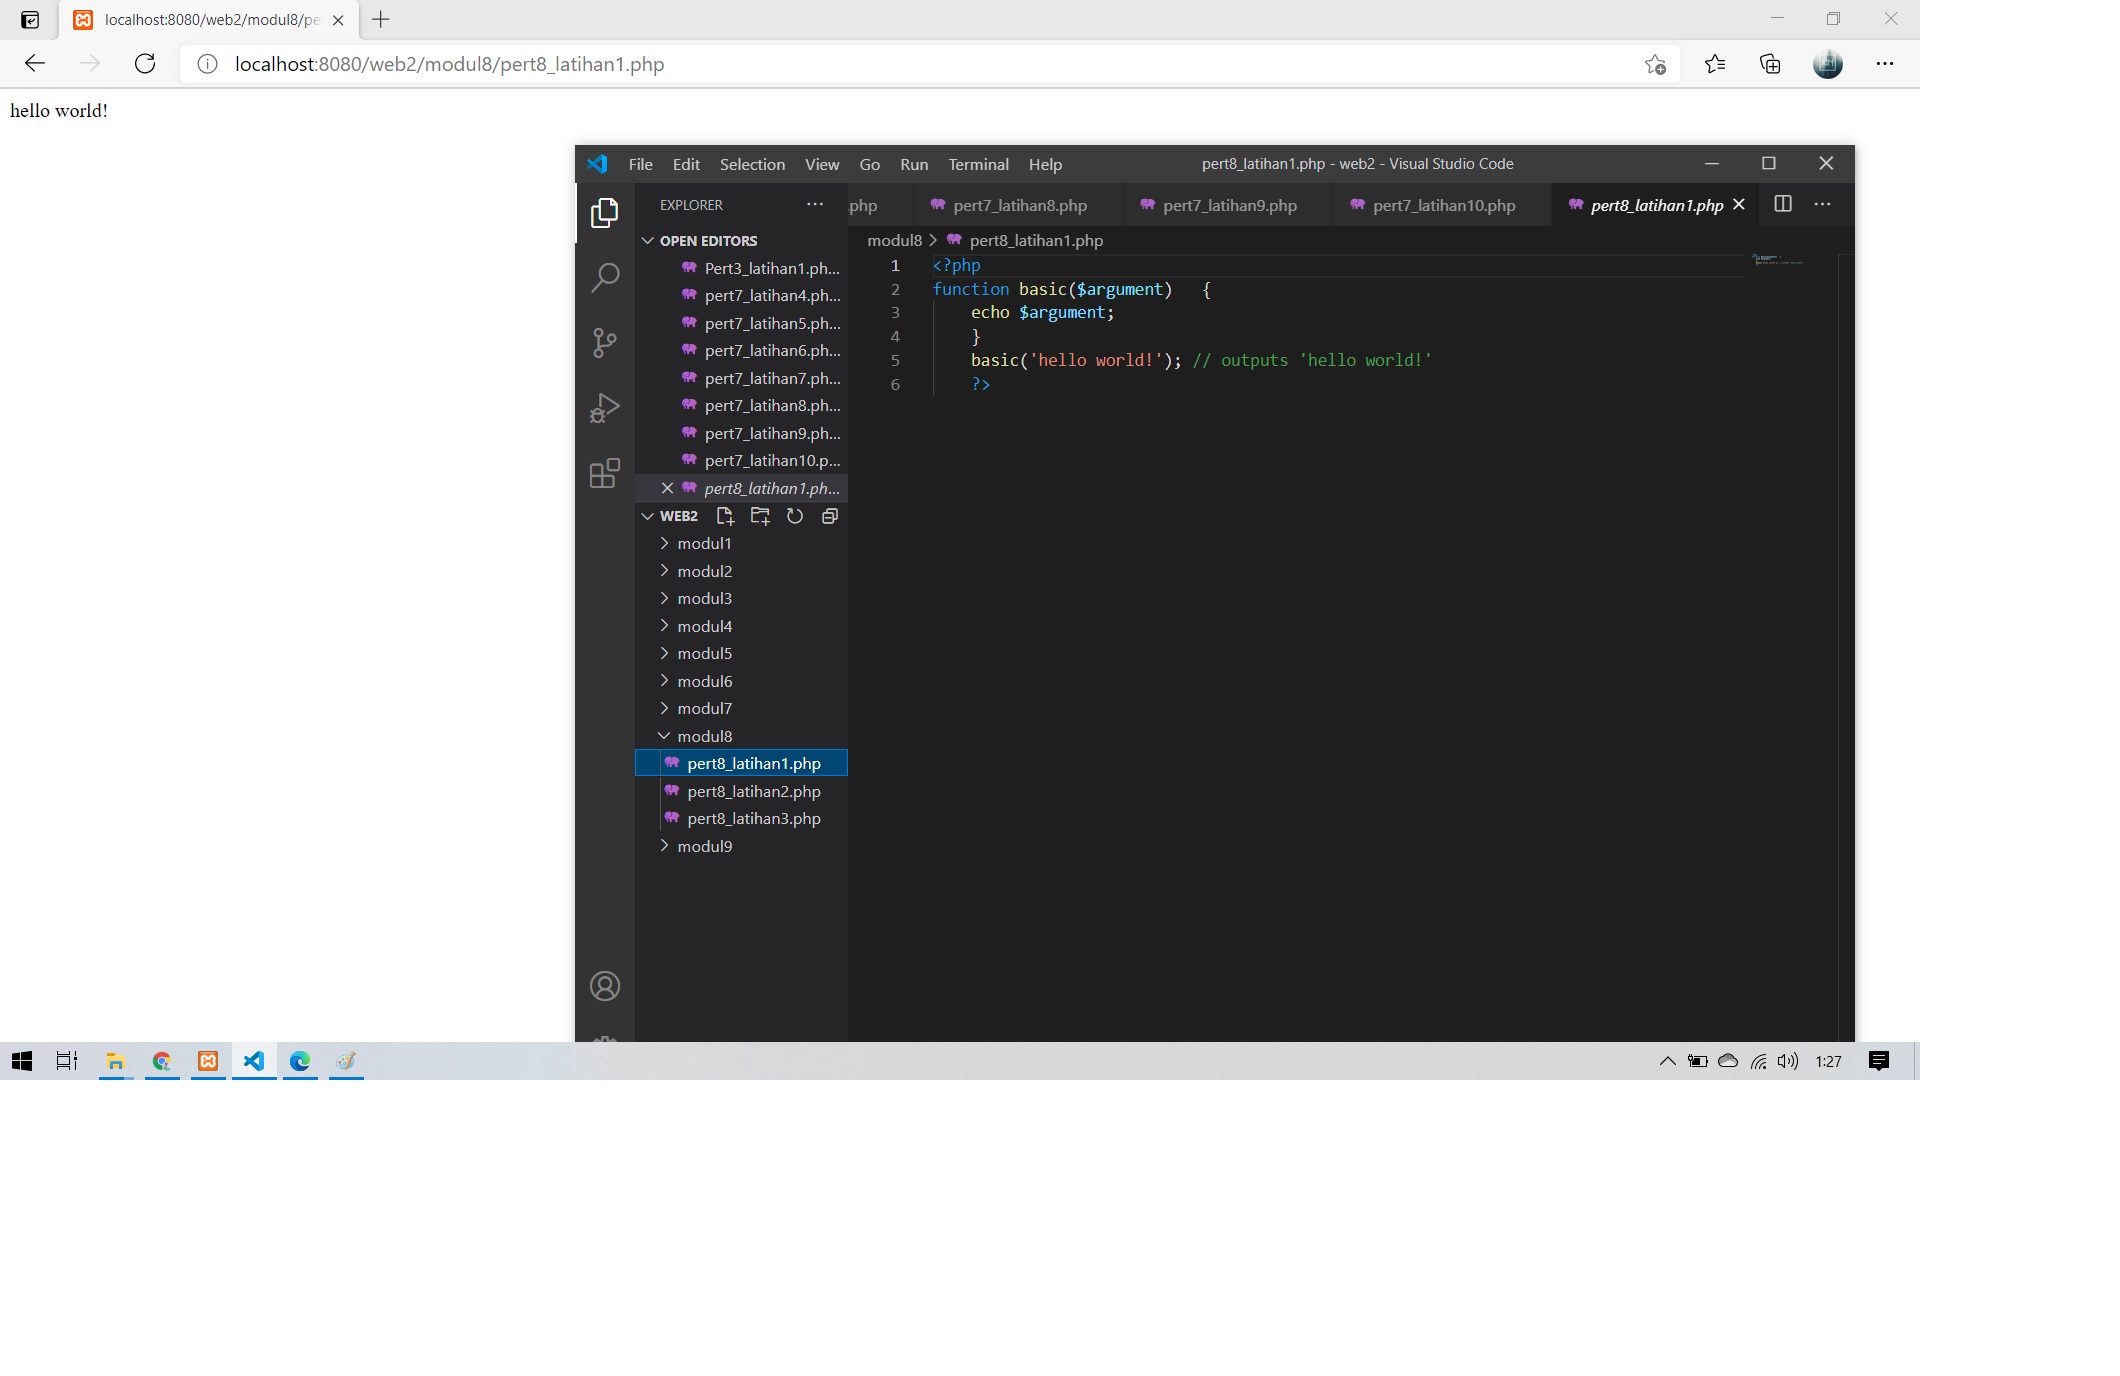 localhost:8080/web2/modul8/pe
localhost:8080/web2/modul8/pert8_latihan1.php
hello world!
File Edit Selection View Go Run Terminal Help
pert8_latihan1.php - web2 - Visual Studio Code
EXPLORER
.php
pert7_latihan8.php
pert7_latihan9.php
pert7_latihan10.php
pert8_latihan1.php
OPEN EDITORS
Pert3_latihan1.ph...
pert7_latihan4.ph...
pert7_latihan5.ph...
pert7_latihan6.ph...
pert7_latihan7.ph...
pert7_latihan8.ph...
pert7_latihan9.ph...
pert7_latihan10.p...
pert8_latihan1.ph...
WEB2
modul1
modul2
modul3
modul4
modul5
modul6
modul7
modul8
pert8_latihan1.php
pert8_latihan2.php
pert8_latihan3.php
modul9
modul8 > pert8_latihan1.php
1 <?php
2 function basic($argument) {
3 echo $argument;
4 }
5 basic('hello world!'); // outputs 'hello world!'
6 ?>
1:27